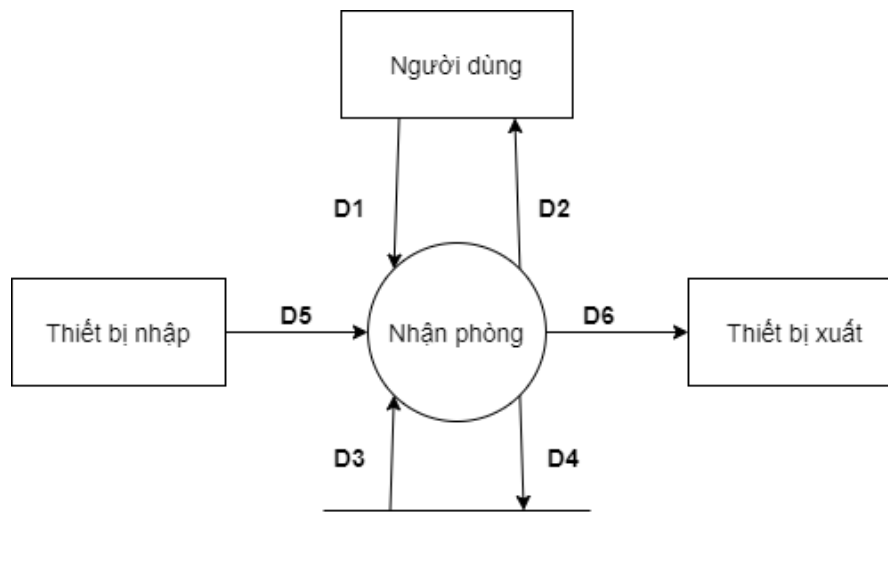 Người dùng
D1
D2
Thiết bị nhập
D5
Nhận phòng
D6
Thiết bị xuất
D3
D4